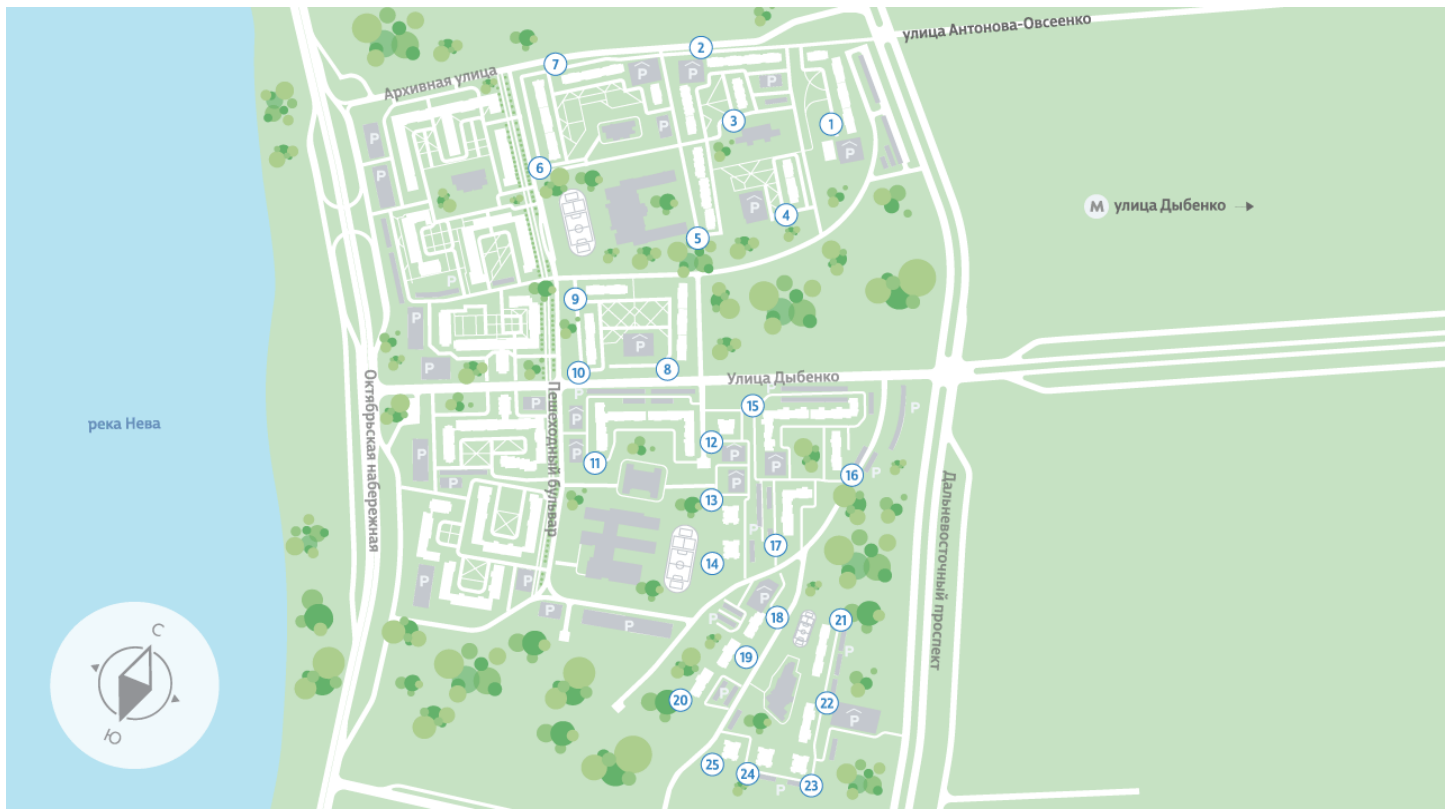 улица Антонова-Овсеенко
2
7
P
P
Архивная улица
P
3
1
P
P
P
6
P
М улица Дыбенко →
P
4
5
P
9
P
P
8
10
Улица Дыбенко
P
Октябрьская набережная
Пешеходный бульвар
река Нева
15
P
P
12
P
P
11
P
P
16
P
P
P
P
13
Дальневосточный проспект
P
17
14
P
P
P
P
P
18
P
21
P
С
19
P
20
P
22
P
Ю
25
24
23
P